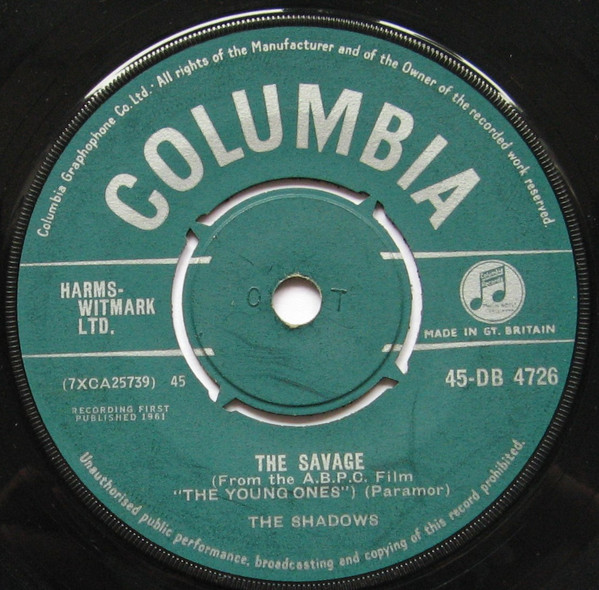 Columbia Graphophone Co. Ltd. · All rights of the Manufacturer and of the Owner of the recorded work reserved.
COLUMBIA
HARMS-
WITMARK
LTD.
MADE IN GT. BRITAIN
(7XCA25739) 45
45-DB 4726
RECORDING FIRST
PUBLISHED 1961
O T
THE SAVAGE
(From the A.B.P.C. Film
"THE YOUNG ONES") (Paramor)
THE SHADOWS
Unauthorised public performance, broadcasting and copying of this record prohibited.